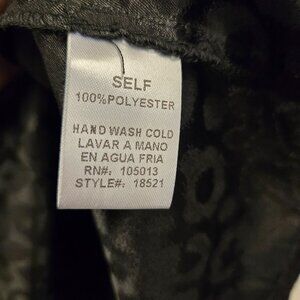 SELF
100%POLYESTER
HAND WASH COLD
LAVAR A MANO
EN AGUA FRIA
RN#: 105013
STYLE#: 18521